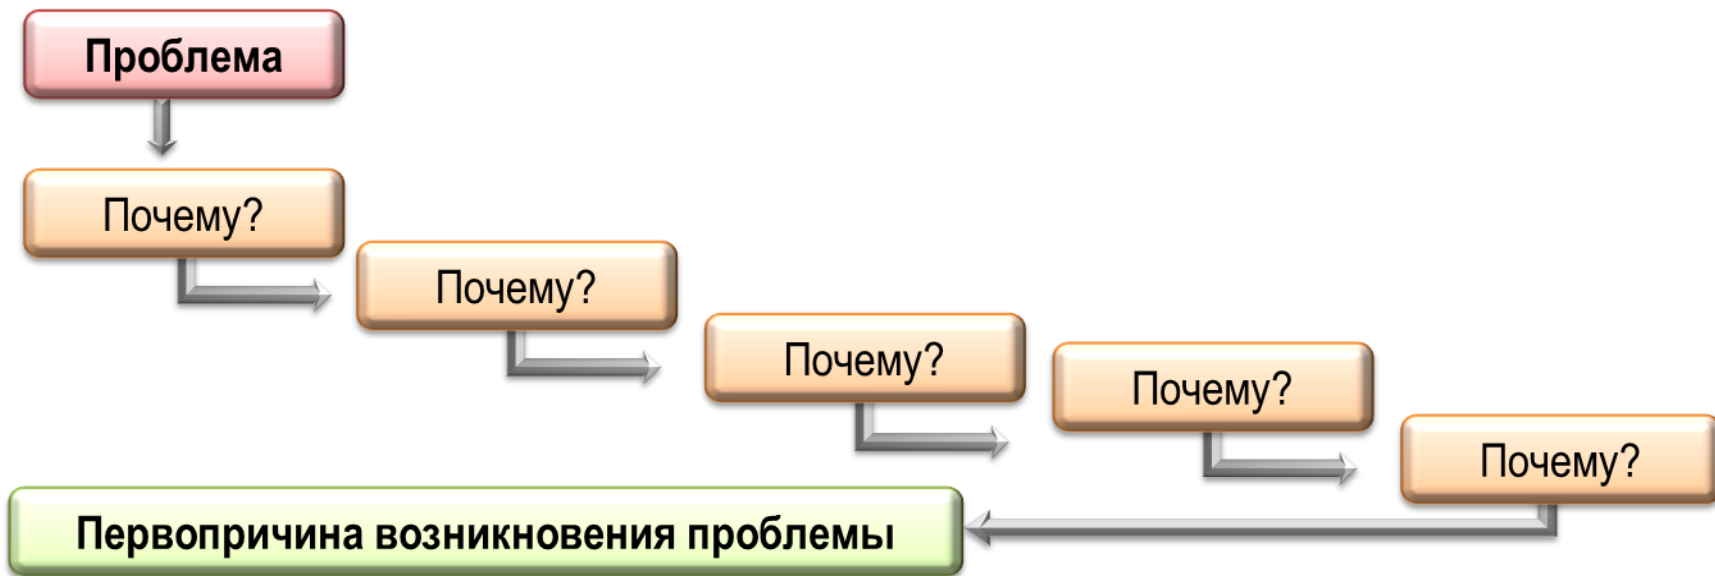 Проблема
Почему?
Почему?
Почему?
Почему?
Почему?
Первопричина возникновения проблемы